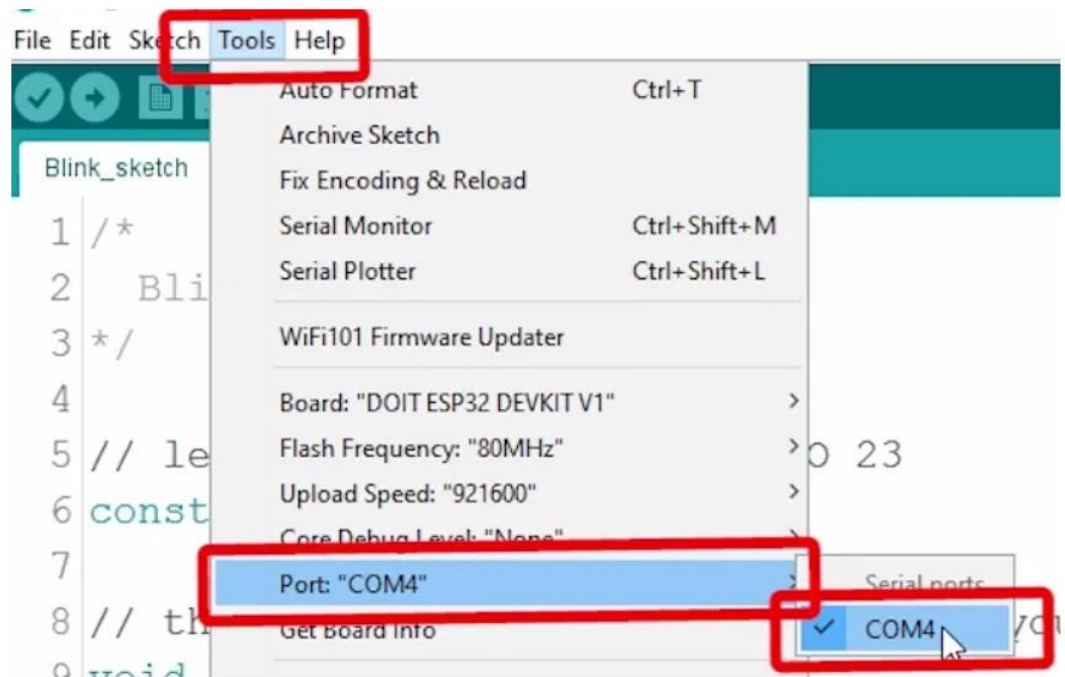 File Edit Sketch Tools Help
Auto Format Ctrl+T
Archive Sketch
Blink_sketch
Fix Encoding & Reload
1 /*
Serial Monitor Ctrl+Shift+M
Serial Plotter Ctrl+Shift+L
2 Bli
3 */
WiFi101 Firmware Updater
4
Board: "DOIT ESP32 DEVKIT V1"
5 // le
Flash Frequency: "80MHz"
23
Upload Speed: "921600"
6 const
Core Debug Level: "None"
7
Port: "COM4"
Serial ports
8 // th
Get Board Info
COM4
you
9 void